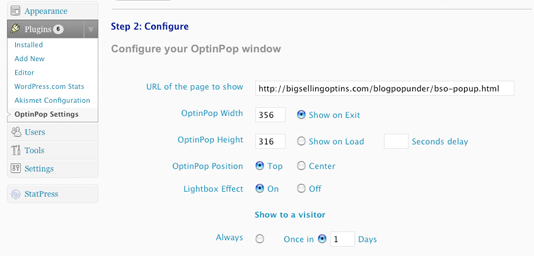 Appearance
Plugins 6
Installed
Add New
Editor
WordPress.com Stats
Akismet Configuration
OptinPop Settings
Users
Tools
Settings
StatPress
Step 2: Configure
Configure your OptinPop window
URL of the page to show http://bigsellingoptins.com/blogpopunder/bso-popup.html
OptinPop Width 356 Show on Exit
OptinPop Height 316 Show on Load Seconds delay
OptinPop Position Top Center
Lightbox Effect On Off
Show to a visitor
Always Once in 1 Days